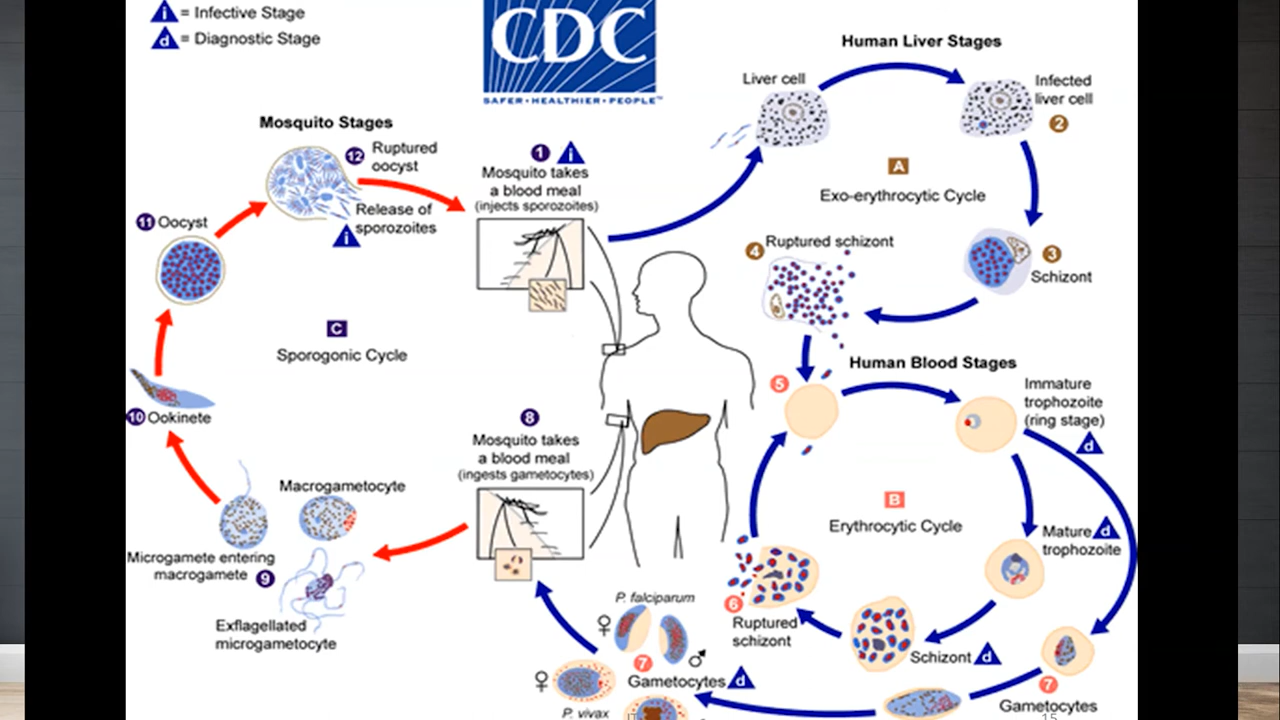 i = Infective Stage
d = Diagnostic Stage
CDC
SAFER • HEALTHIER • PEOPLE™
Mosquito Stages
12 Ruptured
oocyst
Release of
i sporozoites
11 Oocyst
C
Sporogonic Cycle
10 Ookinete
Macrogametocyte
Microgamete entering
macrogamete 9
Exflagellated
microgametocyte
1 i
Mosquito takes
a blood meal
(injects sporozoites)
8
Mosquito takes
a blood meal
(ingests gametocytes)
Human Liver Stages
Liver cell
Infected
liver cell
2
A
Exo-erythrocytic Cycle
4 Ruptured schizont
3
Schizont
Human Blood Stages
5
Immature
trophozoite
(ring stage)
d
B
Erythrocytic Cycle
Mature d
trophozoite
6
Ruptured
schizont
Schizont d
7
Gametocytes
P. falciparum
♀
7 ♂
Gametocytes d
♀
P. vivax
15